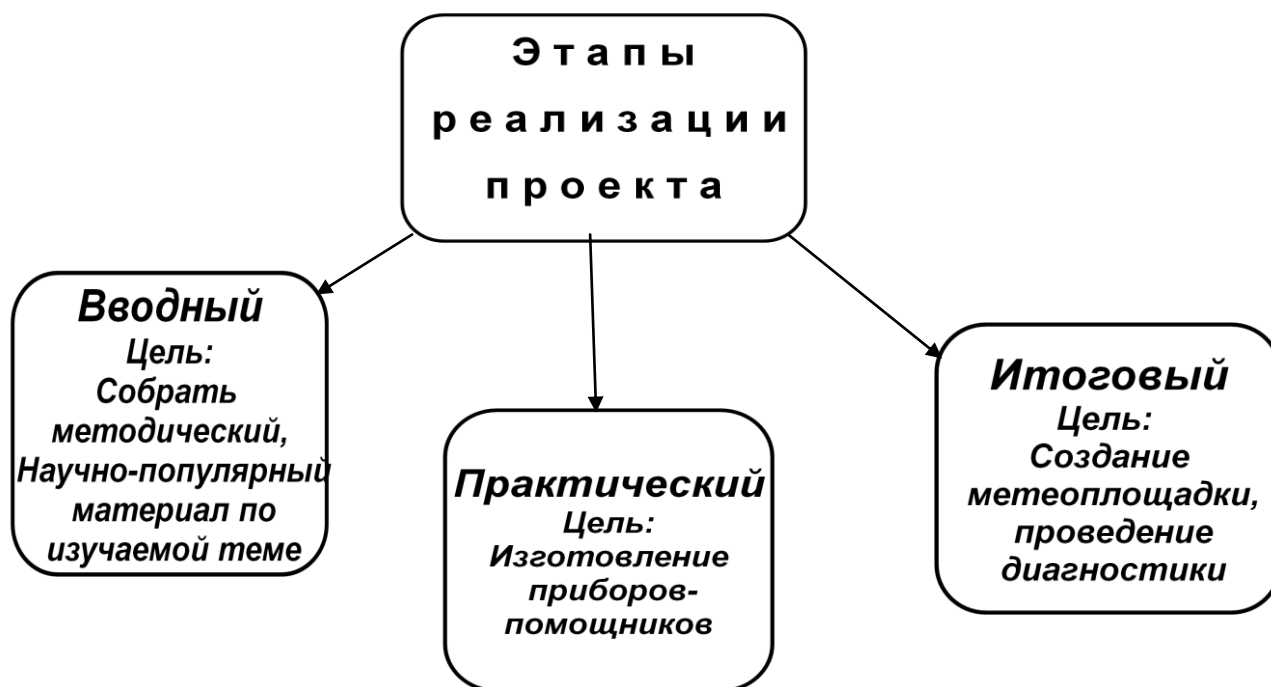 Этапы
реализации
проекта
Вводный
Цель:
Собрать
методический,
Научно-популярный
материал по
изучаемой теме
Практический
Цель:
Изготовление
приборов-
помощников
Итоговый
Цель:
Создание
метеоплощадки,
проведение
диагностики